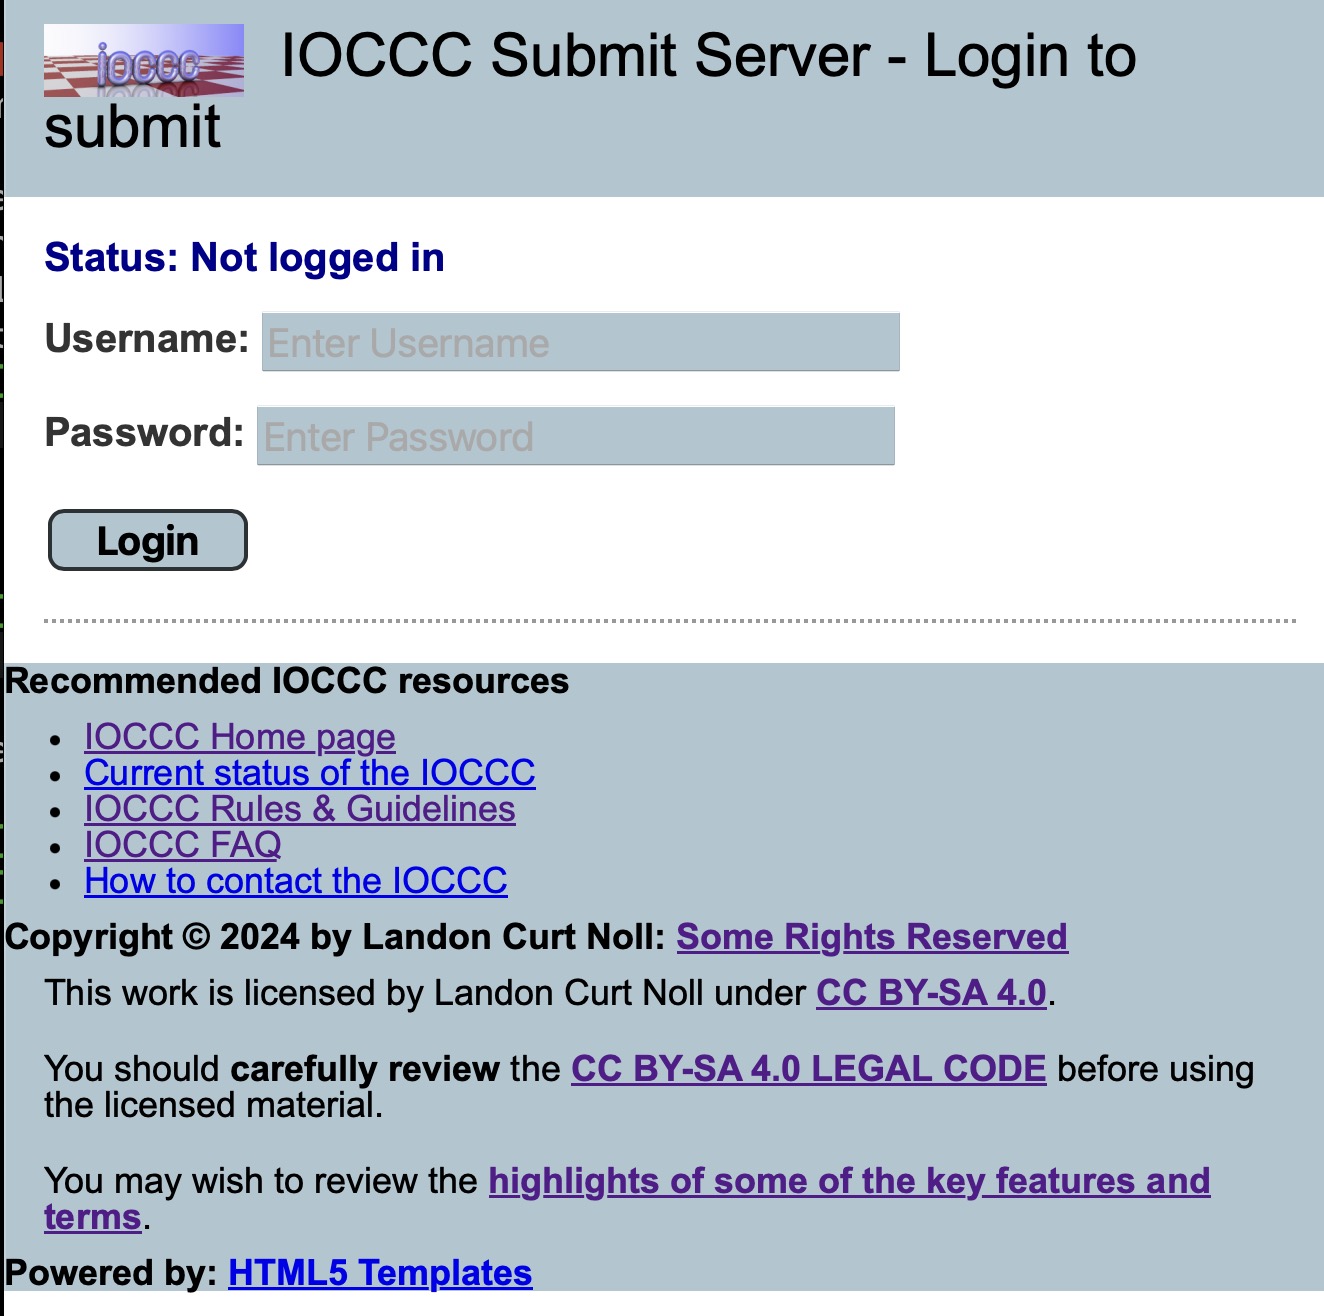 ioccc
IOCCC Submit Server - Login to
submit
Status: Not logged in
Username: Enter Username
Password: Enter Password
Login
Recommended IOCCC resources
IOCCC Home page
Current status of the IOCCC
IOCCC Rules & Guidelines
IOCCC FAQ
How to contact the IOCCC
Copyright © 2024 by Landon Curt Noll: Some Rights Reserved
This work is licensed by Landon Curt Noll under CC BY-SA 4.0.
You should carefully review the CC BY-SA 4.0 LEGAL CODE before using
the licensed material.
You may wish to review the highlights of some of the key features and
terms.
Powered by: HTML5 Templates